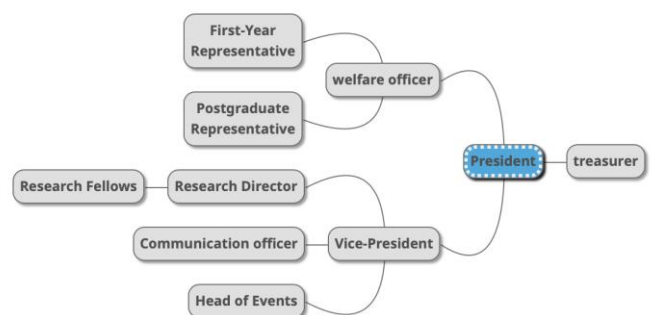 First-Year
Representative
welfare officer
Postgraduate
Representative
President
treasurer
Research Fellows
Research Director
Communication officer
Vice-President
Head of Events